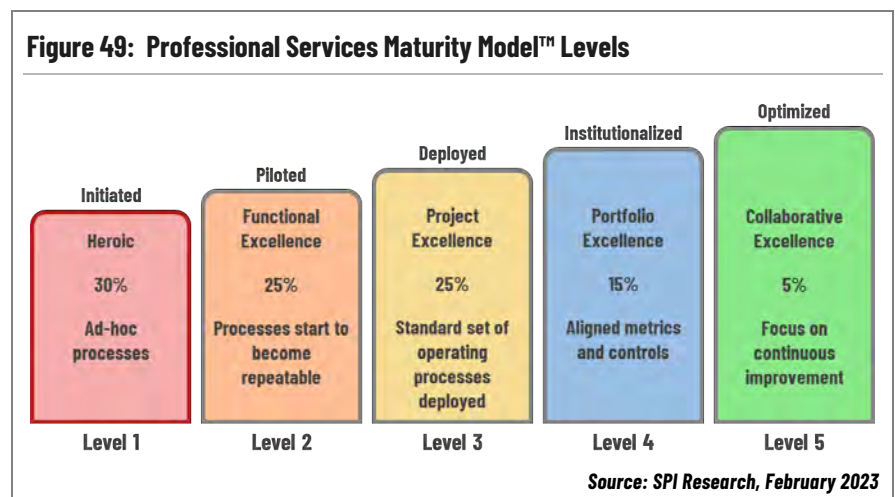 Figure 49: Professional Services Maturity Model™ Levels
Initiated
Heroic
30%
Ad-hoc
processes
Level 1
Piloted
Functional
Excellence
25%
Processes start to
become
repeatable
Level 2
Deployed
Project
Excellence
25%
Standard set of
operating
processes
deployed
Level 3
Institutionalized
Portfolio
Excellence
15%
Aligned metrics
and controls
Level 4
Optimized
Collaborative
Excellence
5%
Focus on
continuous
improvement
Level 5
Source: SPI Research, February 2023